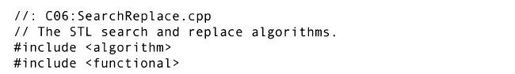 //: C06:SearchReplace.cpp
// The STL search and replace algorithms.
#include <algorithm>
#include <functional>